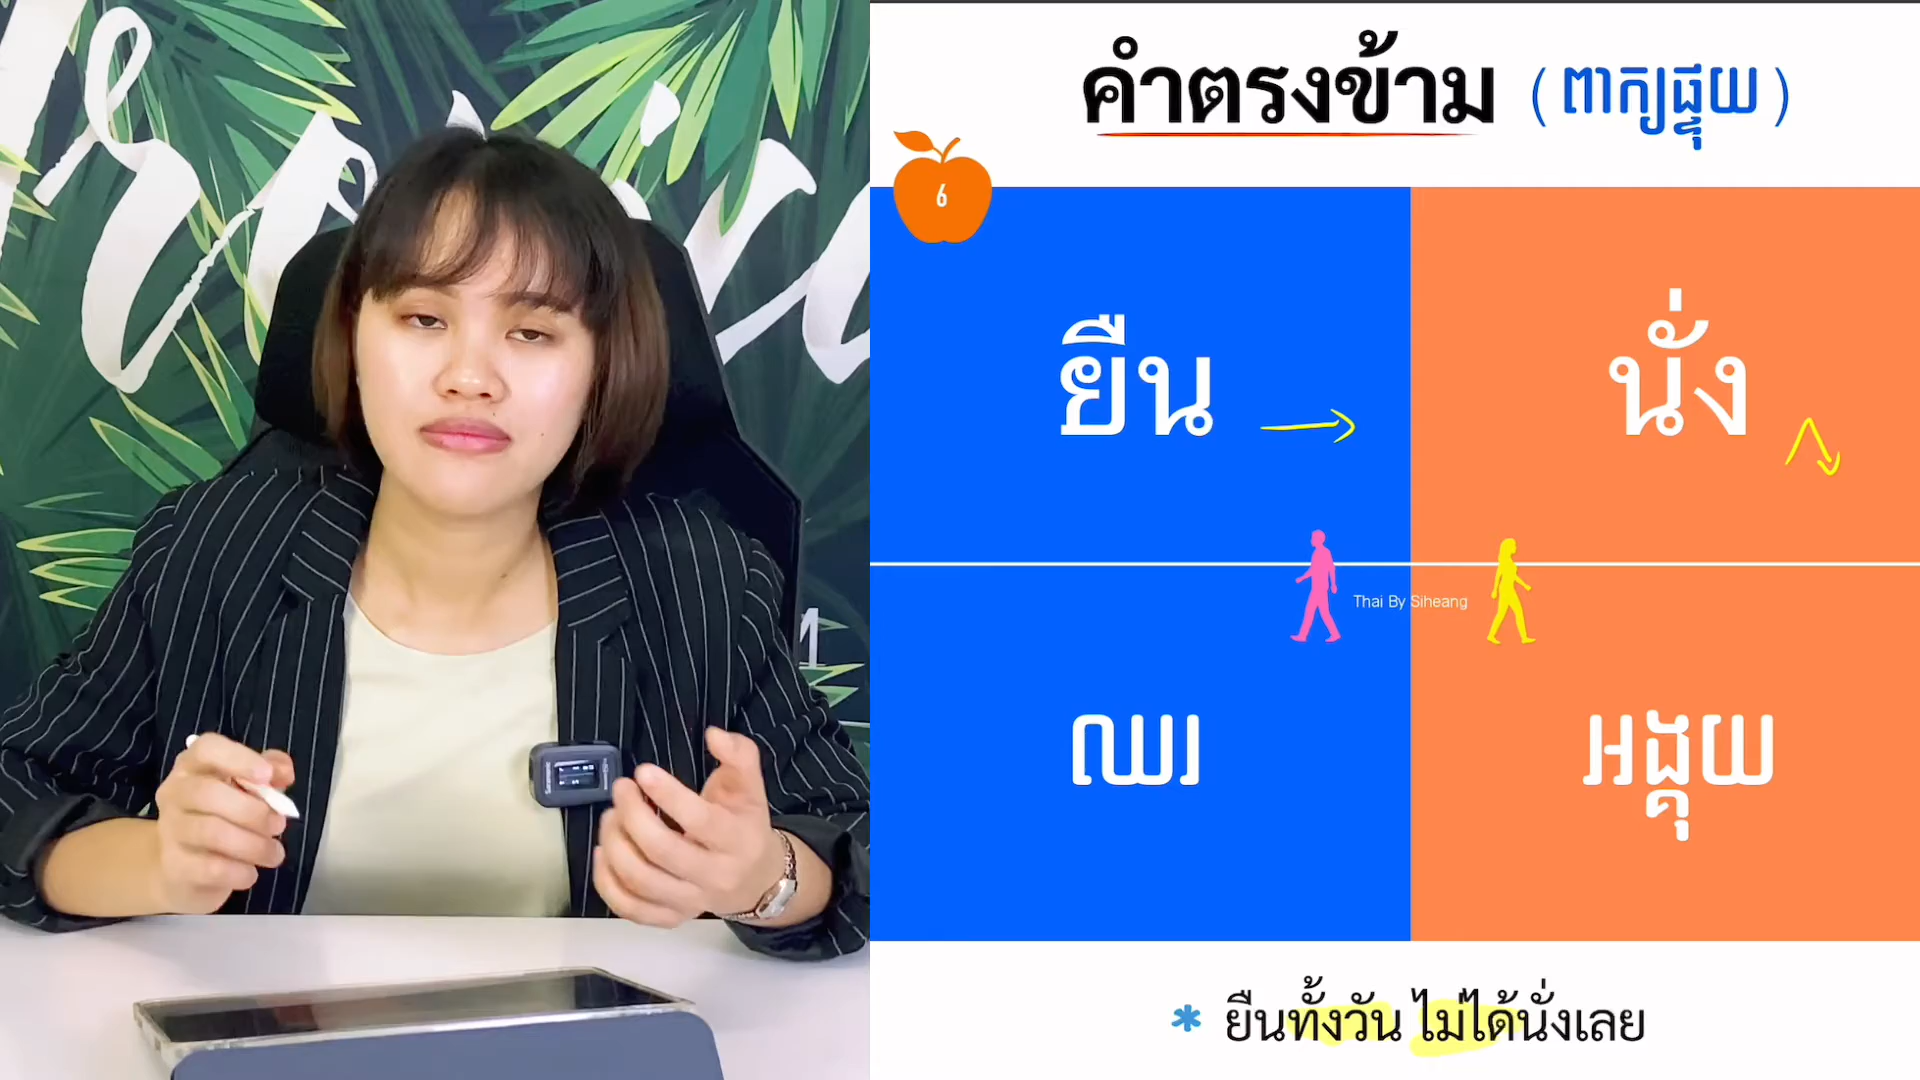 คำตรงข้าม (ពាក្យផ្ទុយ)
6
ยืน
นั่ง
Thai By Siheang
ឈរ
អង្គុយ
* ยืนทั้งวัน ไม่ได้นั่งเลย